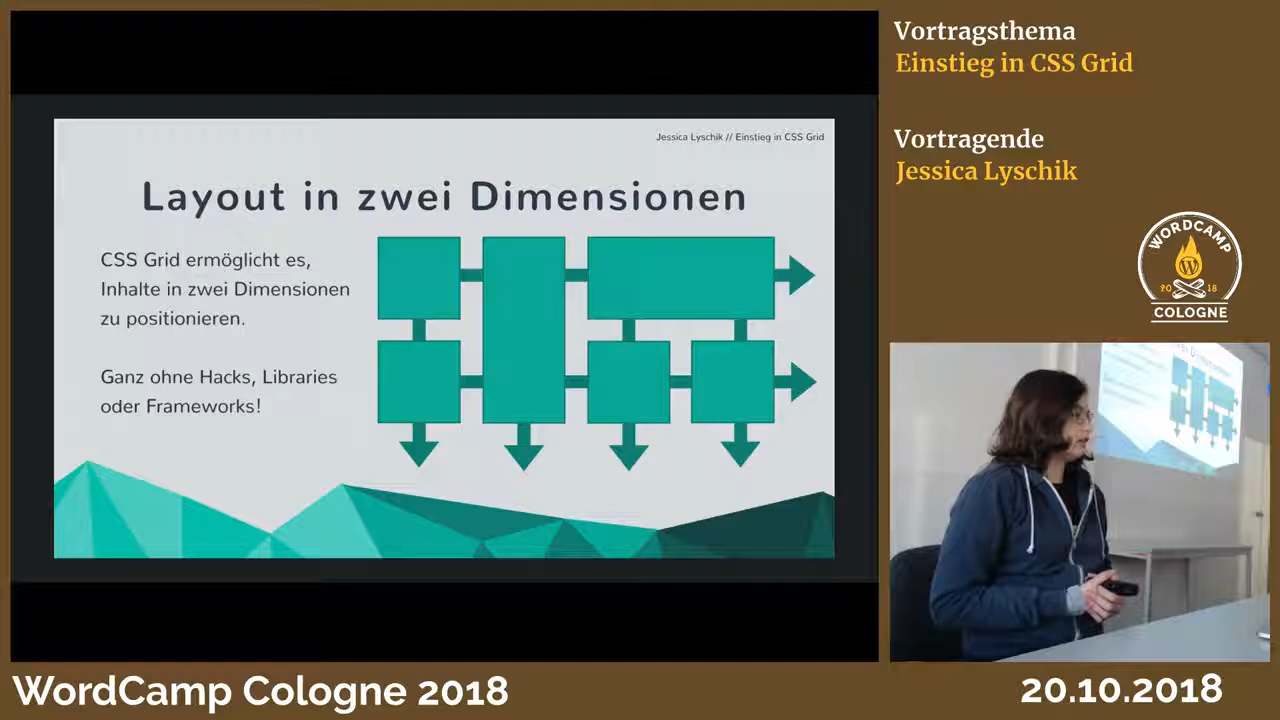 Jessica Lyschik // Einstieg in CSS Grid
Layout in zwei Dimensionen
CSS Grid ermöglicht es,
Inhalte in zwei Dimensionen
zu positionieren.
Ganz ohne Hacks, Libraries
oder Frameworks!
Vortragsthema
Einstieg in CSS Grid
Vortragende
Jessica Lyschik
WORDCAMP
20 18
COLOGNE
WordCamp Cologne 2018
20.10.2018